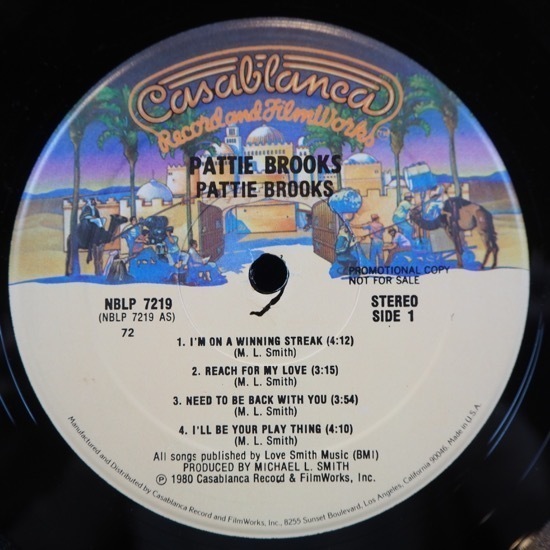 Casablanca
Record and FilmWorks TM
PATTIE BROOKS
PATTIE BROOKS
PROMOTIONAL COPY
NOT FOR SALE
NBLP 7219
(NBLP 7219 AS)
72
STEREO
SIDE 1
1. I'M ON A WINNING STREAK (4:12)
(M. L. Smith)
2. REACH FOR MY LOVE (3:15)
(M. L. Smith)
3. NEED TO BE BACK WITH YOU (3:54)
(M. L. Smith)
4. I'LL BE YOUR PLAY THING (4:10)
(M. L. Smith)
All songs published by Love Smith Music (BMI)
PRODUCED BY MICHAEL L. SMITH
Ⓟ 1980 Casablanca Record & FilmWorks, Inc.
Manufactured and Distributed by Casablanca Record and FilmWorks, Inc., 8255 Sunset Boulevard, Los Angeles, California 90046 Made in U.S.A.